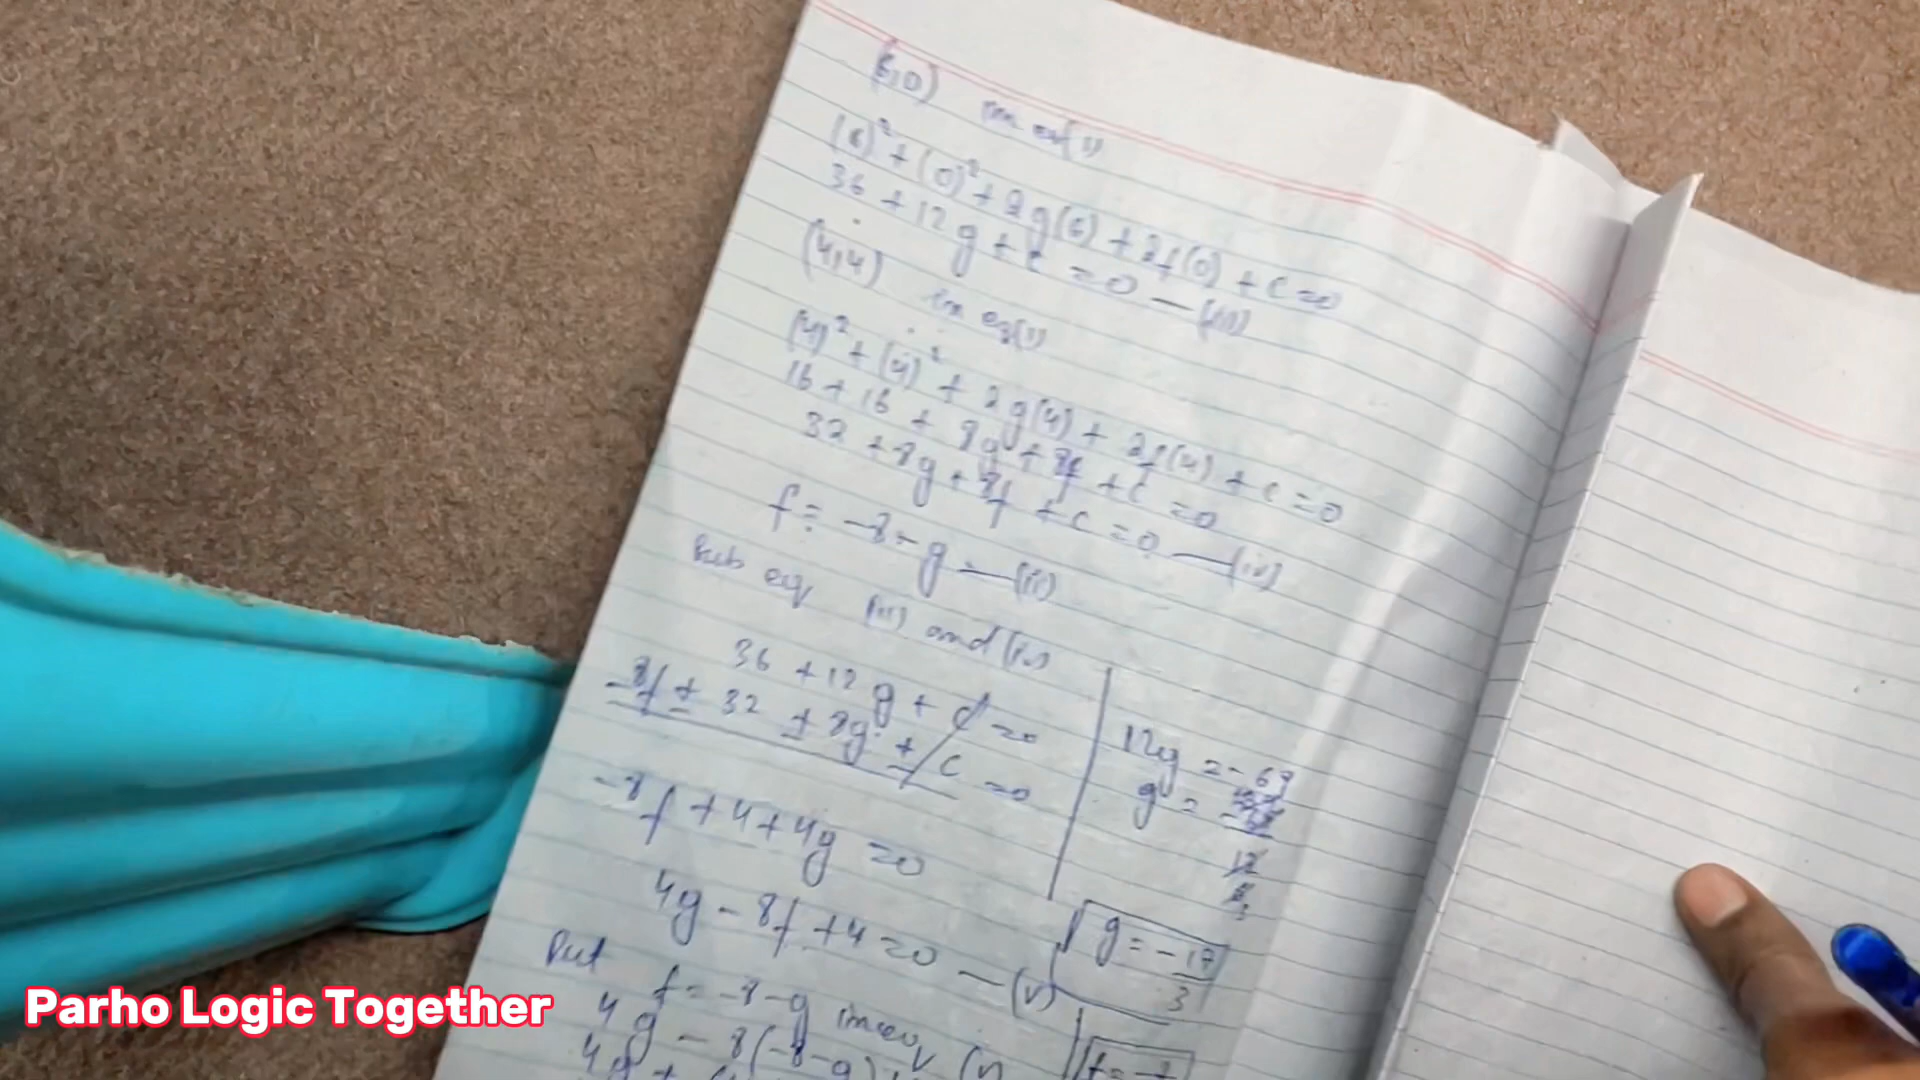 (6,0) in eq(i)
(6)² + (0)² + 2g(6) + 2f(0) + c = 0
36 + 12g + c = 0 — (iii)
(4,4) in eq(i)
(4)² + (4)² + 2g(4) + 2f(4) + c = 0
16 + 16 + 8g + 8f + c = 0
32 + 8g + 8f + c = 0 — (iv)
f = -8 - g — (ii)
Sub eq (iii) and (iv)
36 + 12g + c = 0
-8f ± 32 ± 8g ± c = 0
-8f + 4 + 4g = 0
4g - 8f + 4 = 0 — (v)
Put f = -8 - g in eq (v)
4g - 8(-8-g)
12g = -68
g =
12
3
g = -17/3
f = -7
Parho Logic Together